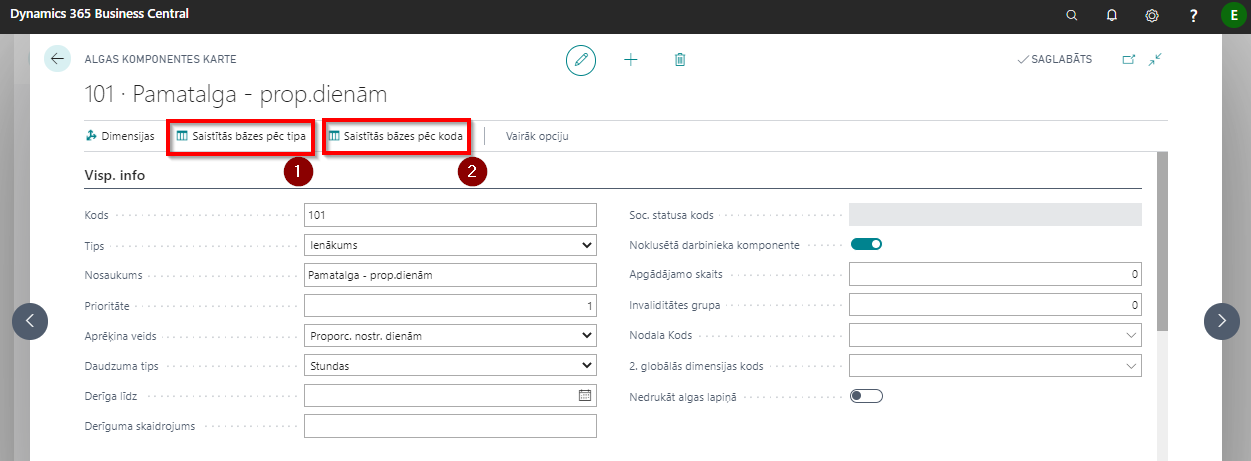 Dynamics 365 Business Central
?
E
ALGAS KOMPONENTES KARTE
SAGLABĀTS
101 · Pamatalga - prop.dienām
Dimensijas
Saistītās bāzes pēc tipa
Saistītās bāzes pēc koda
Vairāk opciju
1
2
Visp. info
Kods
101
Tips
Ienākums
Nosaukums
Pamatalga - prop.dienām
Prioritāte
1
Aprēķina veids
Proporc. nostr. dienām
Daudzuma tips
Stundas
Derīga līdz
Derīguma skaidrojums
Soc. statusa kods
Noklusētā darbinieka komponente
Apgādājamo skaits
0
Invaliditātes grupa
0
Nodala Kods
2. globālās dimensijas kods
Nedrukāt algas lapiņā